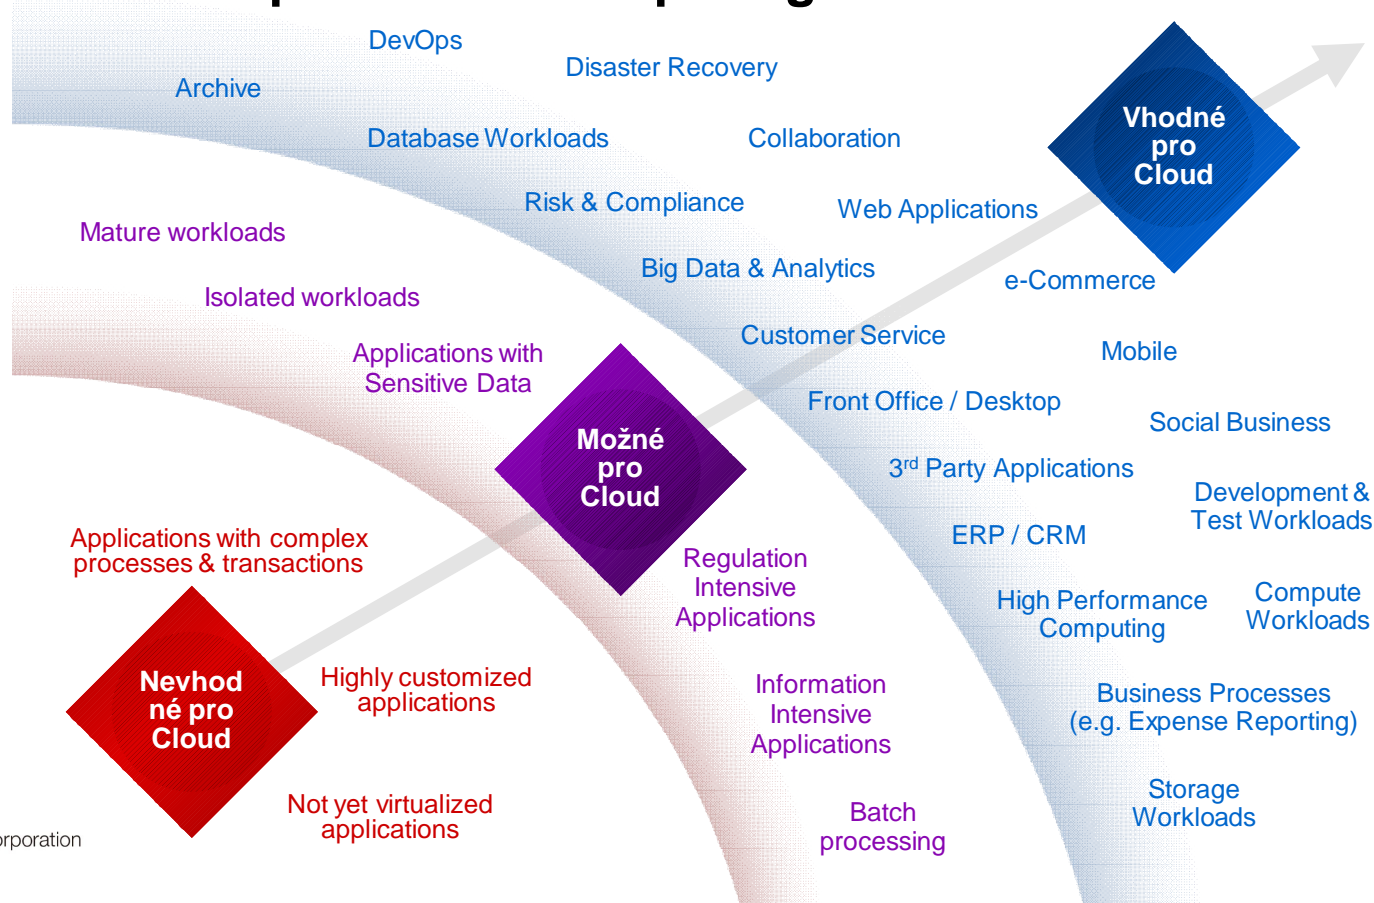 DevOps
Disaster Recovery
Archive
Database Workloads
Collaboration
Vhodné
pro
Cloud
Risk & Compliance
Web Applications
Mature workloads
Big Data & Analytics
e-Commerce
Isolated workloads
Customer Service
Mobile
Applications with
Sensitive Data
Front Office / Desktop
Social Business
Možné
pro
Cloud
3rd Party Applications
Development &
Test Workloads
ERP / CRM
Applications with complex
processes & transactions
Regulation
Intensive
Applications
High Performance
Computing
Compute
Workloads
Nevhod
né pro
Cloud
Highly customized
applications
Information
Intensive
Applications
Business Processes
(e.g. Expense Reporting)
Not yet virtualized
applications
Batch
processing
Storage
Workloads
orporation